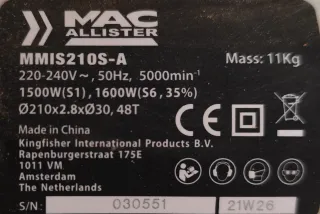 MAC
ALLISTER
MMIS210S-A
Mass: 11Kg
220-240V~, 50Hz, 5000min-1
1500W(S1), 1600W(S6, 35%)
Ø210x2.8xØ30, 48T
Made in China
Kingfisher International Products B.V.
Rapenburgerstraat 175E
1011 VM
Amsterdam
The Netherlands
CE
S/N:
030551
21W26